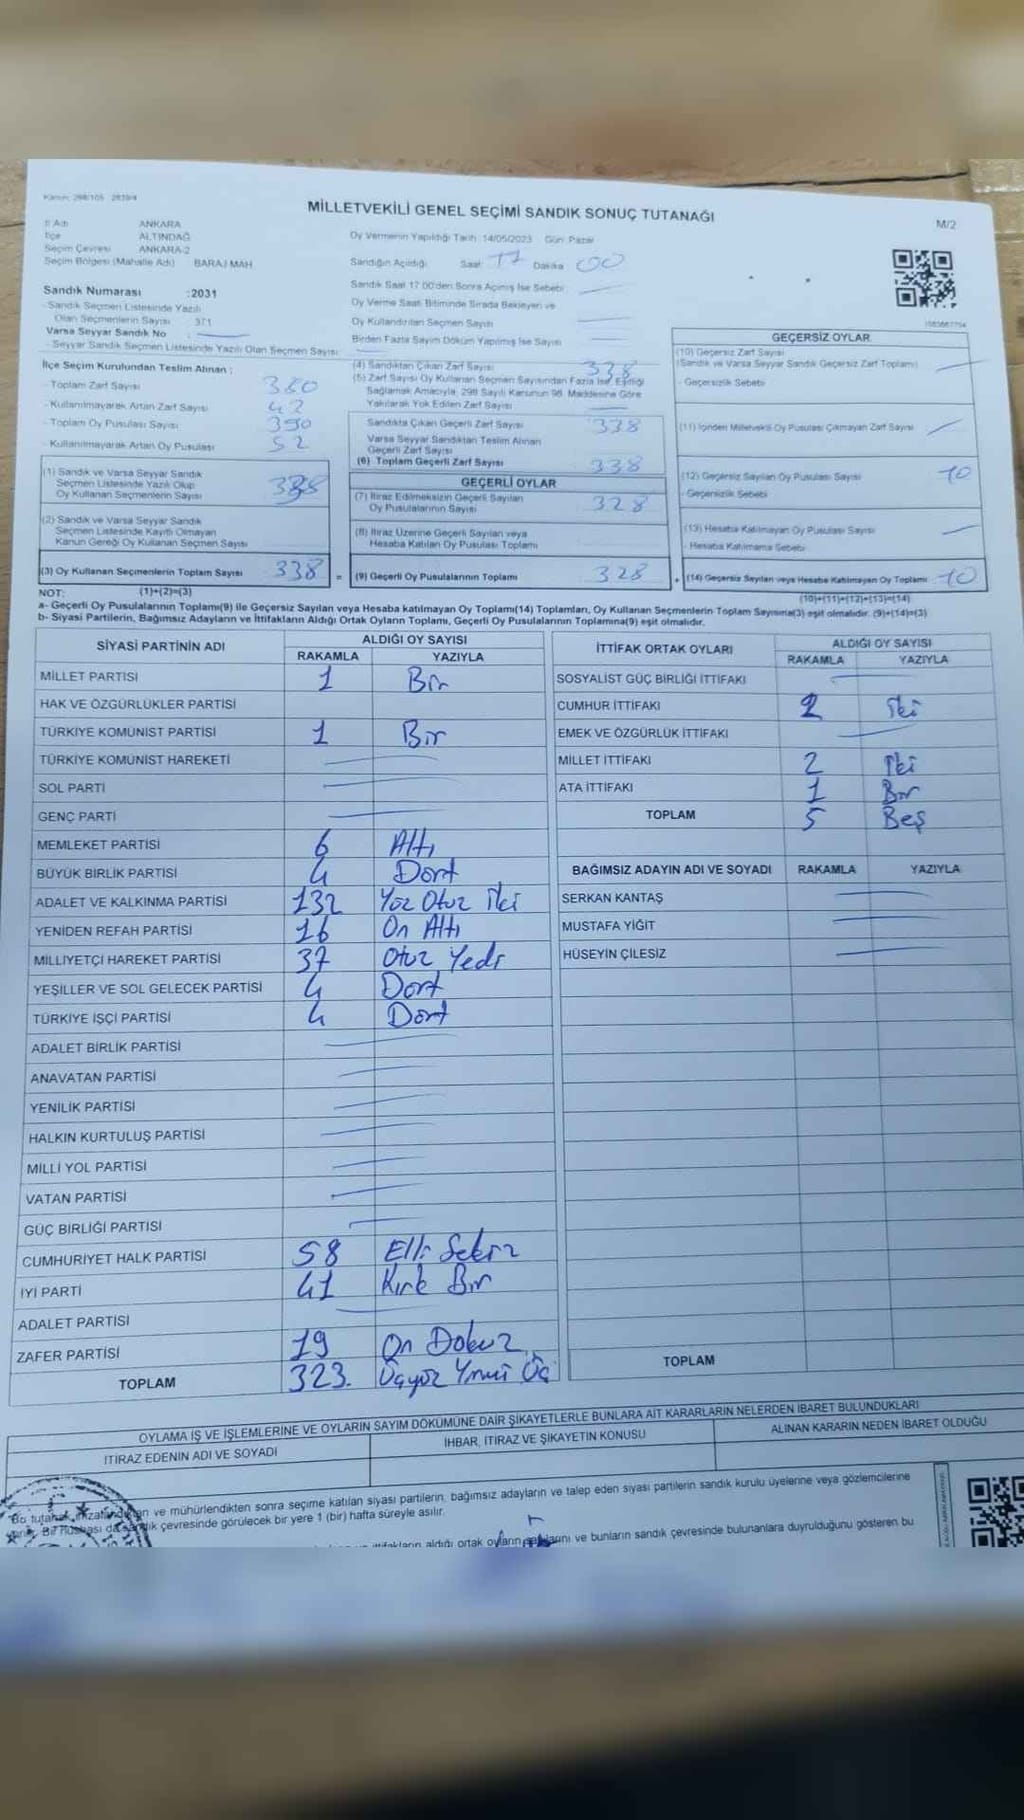 Kanun: 298/105 2839/4
MİLLETVEKİLİ GENEL SEÇİMİ SANDIK SONUÇ TUTANAĞI
M/2
İl Adı ANKARA
İlçe ALTINDAĞ
Seçim Çevresi ANKARA-2
Seçim Bölgesi (Mahalle Adı) BARAJ MAH
Oy Vermenin Yapıldığı Tarih: 14/05/2023 Gün: Pazar
Sandığın Açıldığı Saat: 17 Dakika 00
Sandık Saat 17.00'den Sonra Açımış İse Sebebi
Oy Verme Saati Bitiminde Sırada Bekleyen ve
Oy Kullandırılan Seçmen Sayısı
Birden Fazla Sayım Döküm Yapılmış İse Sayısı
Sandık Numarası :2031
- Sandık Seçmen Listesinde Yazılı
Olan Seçmenlerin Sayısı : 371
Varsa Seyyar Sandık No :
- Seyyar Sandık Seçmen Listesinde Yazılı Olan Seçmen Sayısı:
İlçe Seçim Kurulundan Teslim Alınan ;
- Toplam Zarf Sayısı 380
- Kullanılmayarak Artan Zarf Sayısı 42
- Toplam Oy Pusulası Sayısı 390
- Kullanılmayarak Artan Oy Pusulası 52
(1) Sandık ve Varsa Seyyar Sandık
Seçmen Listesinde Yazılı Olup
Oy Kullanan Seçmenlerin Sayısı 338
(2) Sandık ve Varsa Seyyar Sandık
Seçmen Listesinde Kayıtlı Olmayan
Kanun Gereği Oy Kullanan Seçmen Sayısı
(3) Oy Kullanan Seçmenlerin Toplam Sayısı 338 =
(4) Sandıktan Çıkan Zarf Sayısı 338
(5) Zarf Sayısı Oy Kullanan Seçmen Sayısından Fazla İse, Eşitliği
Sağlamak Amacıyla, 298 Sayılı Kanunun 98. Maddesine Göre
Yakılarak Yok Edilen Zarf Sayısı
Sandıkta Çıkan Geçerli Zarf Sayısı 338
Varsa Seyyar Sandıktan Teslim Alınan
Geçerli Zarf Sayısı
(6) Toplam Geçerli Zarf Sayısı 338
GEÇERLİ OYLAR
(7) İtiraz Edilmeksizin Geçerli Sayılan
Oy Pusulalarının Sayısı 328
(8) İtiraz Üzerine Geçerli Sayılan veya
Hesaba Katılan Oy Pusulası Toplamı
(9) Geçerli Oy Pusulalarının Toplamı 328 +
GEÇERSİZ OYLAR
(10) Geçersiz Zarf Sayısı
(Sandık ve Varsa Seyyar Sandık Geçersiz Zarf Toplamı)
- Geçersizlik Sebebi
(11) İçinden Milletvekili Oy Pusulası Çıkmayan Zarf Sayısı
(12) Geçersiz Sayılan Oy Pusulası Sayısı 10
- Geçersizlik Sebebi
(13) Hesaba Katılmayan Oy Pusulası Sayısı
- Hesaba Katılmama Sebebi
(14) Geçersiz Sayılan veya Hesaba Katılmayan Oy Toplamı 10
NOT: (1)+(2)=(3) (10)+(11)+(12)+(13)=(14)
a- Geçerli Oy Pusulalarının Toplamı(9) ile Geçersiz Sayılan veya Hesaba katılmayan Oy Toplamı(14) Toplamları, Oy Kullanan Seçmenlerin Toplam Sayısına(3) eşit olmalıdır. (9)+(14)=(3)
b- Siyasi Partilerin, Bağımsız Adayların ve İttifakların Aldığı Ortak Oyların Toplamı, Geçerli Oy Pusulalarının Toplamına(9) eşit olmalıdır.
SİYASİ PARTİNİN ADI ALDIĞI OY SAYISI
RAKAMLA YAZIYLA
MİLLET PARTİSİ 1 Bir
HAK VE ÖZGÜRLÜKLER PARTİSİ
TÜRKİYE KOMÜNİST PARTİSİ 1 Bir
TÜRKİYE KOMÜNİST HAREKETİ
SOL PARTİ
GENÇ PARTİ
MEMLEKET PARTİSİ 6 Altı
BÜYÜK BİRLİK PARTİSİ 4 Dört
ADALET VE KALKINMA PARTİSİ 132 Yüz Otuz İki
YENİDEN REFAH PARTİSİ 16 On Altı
MİLLİYETÇİ HAREKET PARTİSİ 37 Otuz Yedi
YEŞİLLER VE SOL GELECEK PARTİSİ 4 Dört
TÜRKİYE İŞÇİ PARTİSİ 4 Dört
ADALET BİRLİK PARTİSİ
ANAVATAN PARTİSİ
YENİLİK PARTİSİ
HALKIN KURTULUŞ PARTİSİ
MİLLİ YOL PARTİSİ
VATAN PARTİSİ
GÜÇ BİRLİĞİ PARTİSİ
CUMHURİYET HALK PARTİSİ 58 Elli Sekiz
İYİ PARTİ 41 Kırk Bir
ADALET PARTİSİ
ZAFER PARTİSİ 19 On Dokuz
TOPLAM 323. Üçyüz Yirmi Üç
İTTİFAK ORTAK OYLARI ALDIĞI OY SAYISI
RAKAMLA YAZIYLA
SOSYALİST GÜÇ BİRLİĞİ İTTİFAKI
CUMHUR İTTİFAKI 2 İki
EMEK VE ÖZGÜRLÜK İTTİFAKI
MİLLET İTTİFAKI 2 İki
ATA İTTİFAKI 1 Bir
TOPLAM 5 Beş
BAĞIMSIZ ADAYIN ADI VE SOYADI RAKAMLA YAZIYLA
SERKAN KANTAŞ
MUSTAFA YİĞİT
HÜSEYİN ÇİLESİZ
TOPLAM
OYLAMA İŞ VE İŞLEMLERİNE VE OYLARIN SAYIM DÖKÜMÜNE DAİR ŞİKAYETLERLE BUNLARA AİT KARARLARIN NELERDEN İBARET BULUNDUKLARI
İTİRAZ EDENİN ADI VE SOYADI İHBAR, İTİRAZ VE ŞİKAYETİN KONUSU ALINAN KARARIN NEDEN İBARET OLDUĞU
Bu tutanak ve mühürlendikten sonra seçime katılan siyasi partilerin, bağımsız adayların ve talep eden siyasi partilerin sandık kurulu üyelerine veya gözlemcilerine
çevresinde görülecek bir yere 1 (bir) hafta süreyle asılır.
aldığı ortak oyların ve bunların sandık çevresinde bulunanlara duyrulduğunu gösteren bu